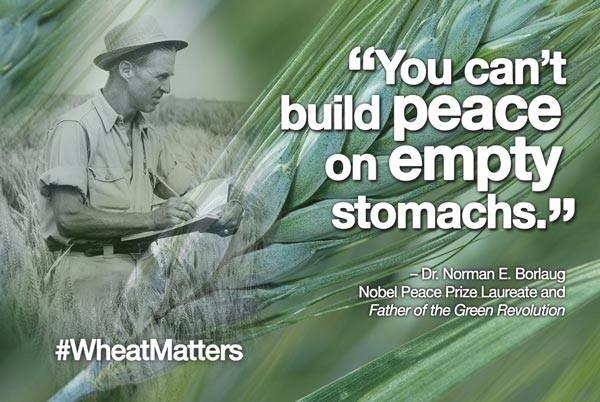 “You can’t
build peace
on empty
stomachs.”
– Dr. Norman E. Borlaug
Nobel Peace Prize Laureate and
Father of the Green Revolution
#WheatMatters